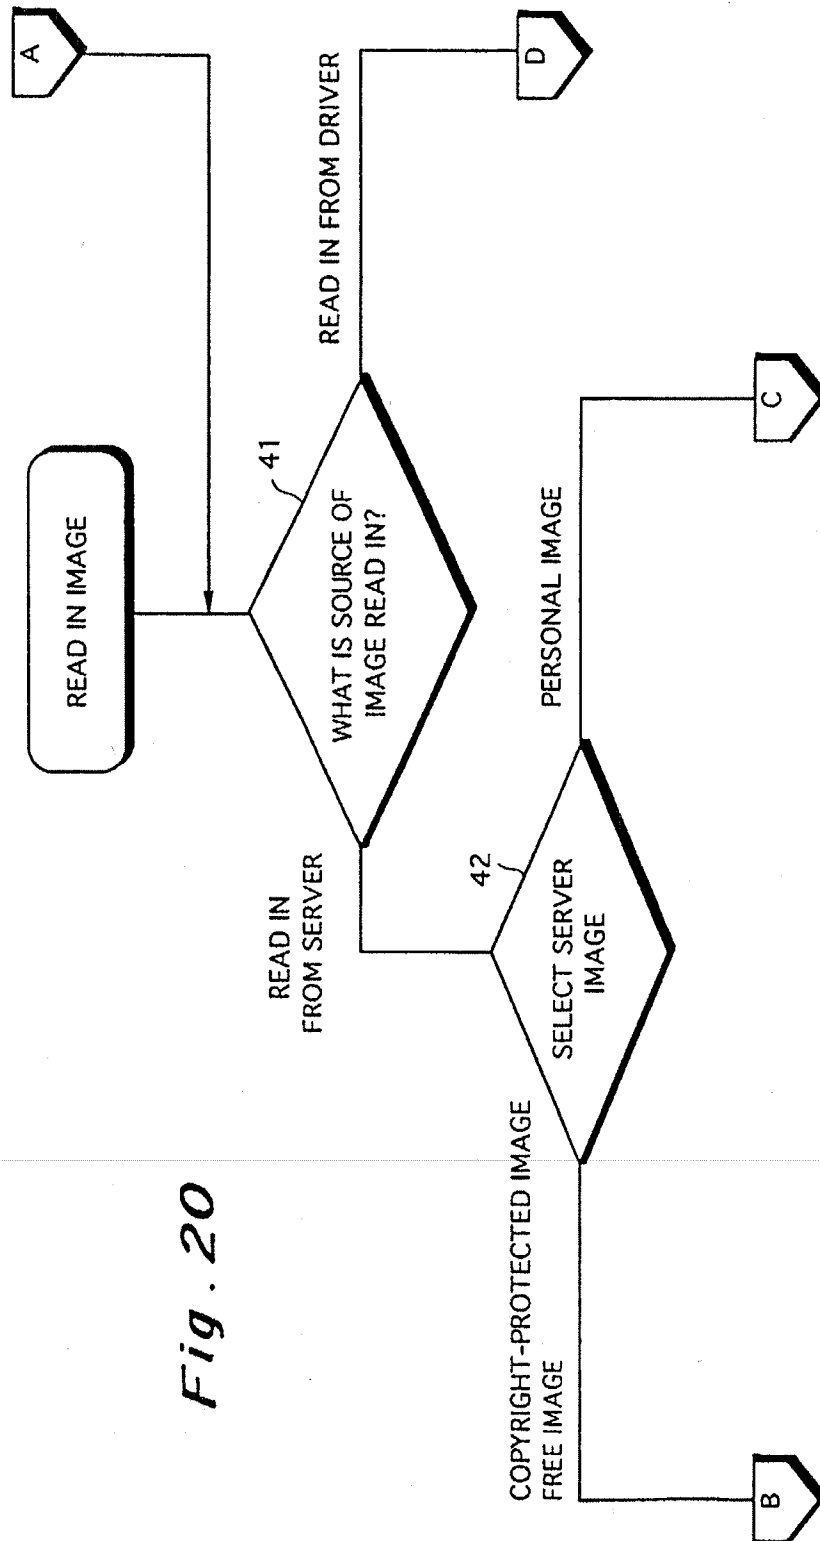 Fig. 20
READ IN IMAGE
A
41
WHAT IS SOURCE OF
IMAGE READ IN?
READ IN
FROM SERVER
READ IN FROM DRIVER
D
42
SELECT SERVER
IMAGE
COPYRIGHT-PROTECTED IMAGE
FREE IMAGE
PERSONAL IMAGE
B
C